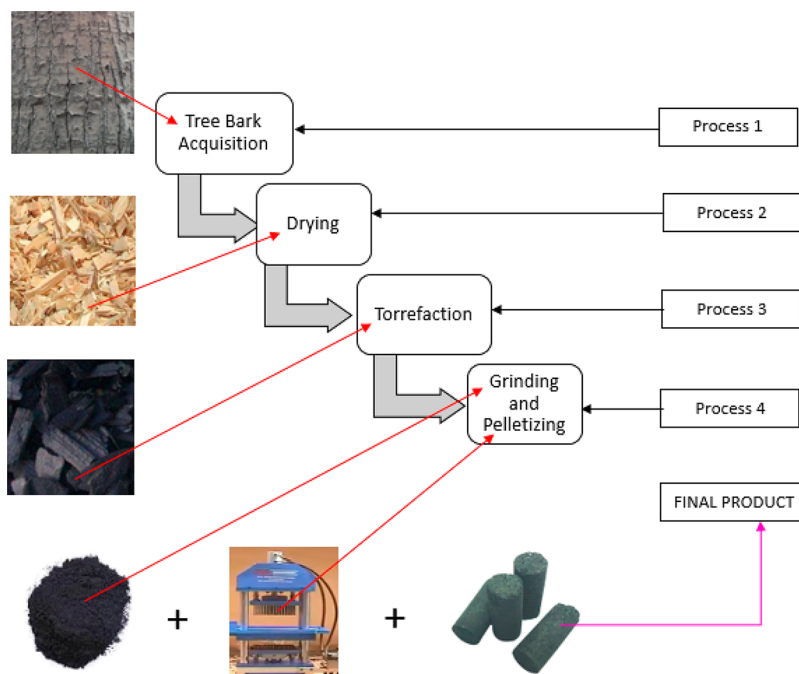 Tree Bark
Acquisition
Process 1
Drying
Process 2
Torrefaction
Process 3
Grinding
and
Pelletizing
Process 4
FINAL PRODUCT
+
+